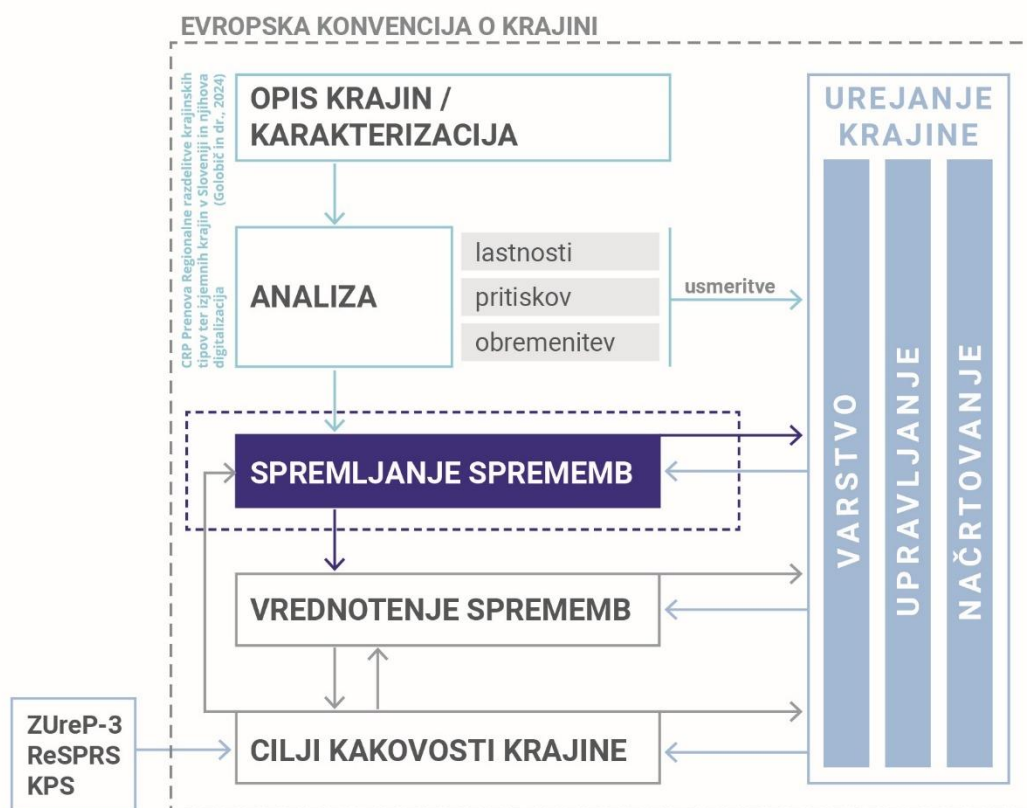 EVROPSKA KONVENCIJA O KRAJINI
CRP Prenova Regionalne razdelitve krajinskih
tipov ter izjemnih krajin v Sloveniji in njihova
digitalizacija
(Golobič in dr., 2024)
OPIS KRAJIN /
KARAKTERIZACIJA
ANALIZA
lastnosti
pritiskov
obremenitev
usmeritve
SPREMLJANJE SPREMEMB
VREDNOTENJE SPREMEMB
CILJI KAKOVOSTI KRAJINE
ZUreP-3
ReSPRS
KPS
UREJANJE
KRAJINE
VARSTVO
UPRAVLJANJE
NAČRTOVANJE